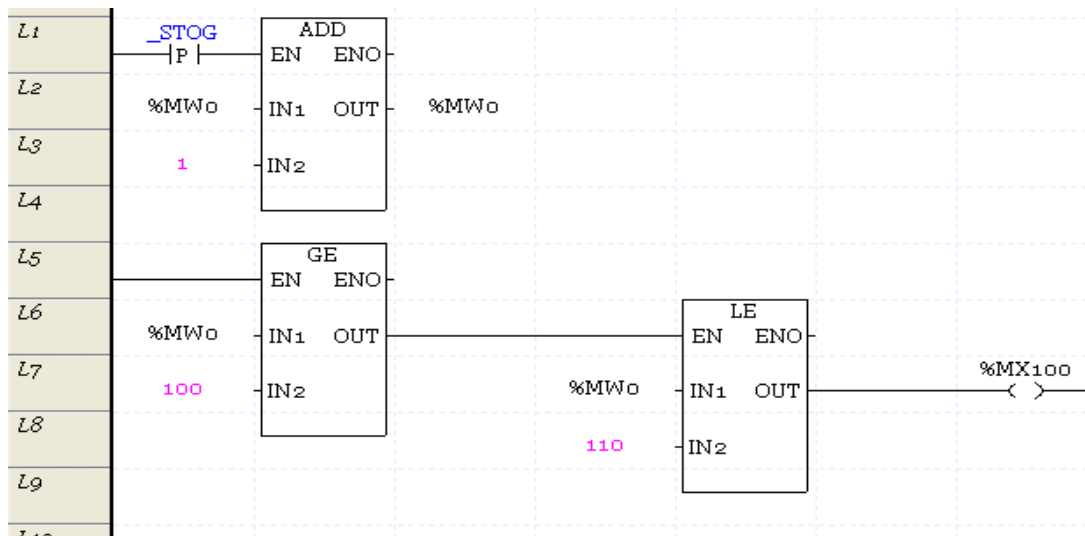 L1 _STOG ADD
P EN ENO
L2 %MW0 IN1 OUT %MW0
L3 1 IN2
L4
L5 GE
EN ENO
L6 LE
%MW0 IN1 OUT EN ENO
L7 %MX100
100 IN2 %MW0 IN1 OUT
L8
110 IN2
L9